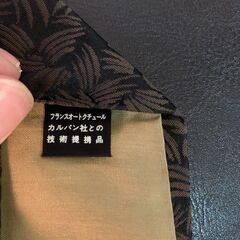 フランスオートクチュール
カルバン社との
技術提携品